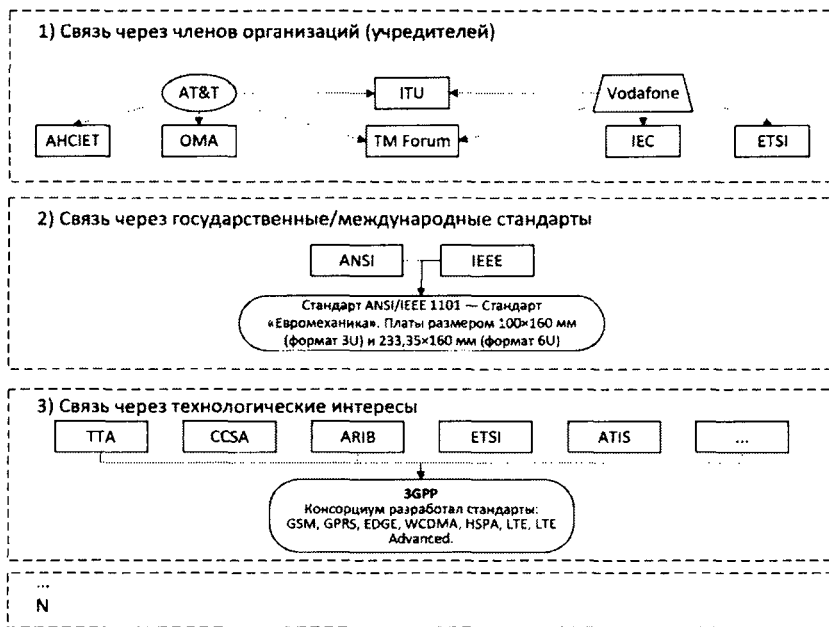 1) Связь через членов организаций (учредителей)
AT&T ITU Vodafone
AHCIET OMA TM Forum IEC ETSI
2) Связь через государственные/международные стандарты
ANSI IEEE
Стандарт ANSI/IEEE 1101 — Стандарт
«Евромеханика». Платы размером 100×160 мм
(формат 3U) и 233,35×160 мм (формат 6U)
3) Связь через технологические интересы
TTA CCSA ARIB ETSI ATIS ...
3GPP
Консорциум разработал стандарты:
GSM, GPRS, EDGE, WCDMA, HSPA, LTE, LTE
Advanced.
...
N